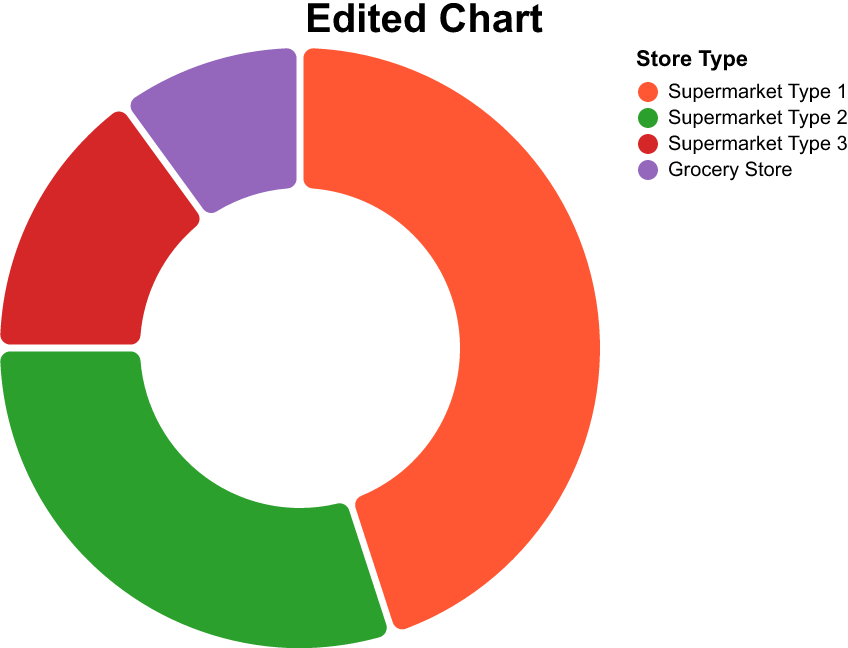 Edited Chart
Store Type
Supermarket Type 1
Supermarket Type 2
Supermarket Type 3
Grocery Store